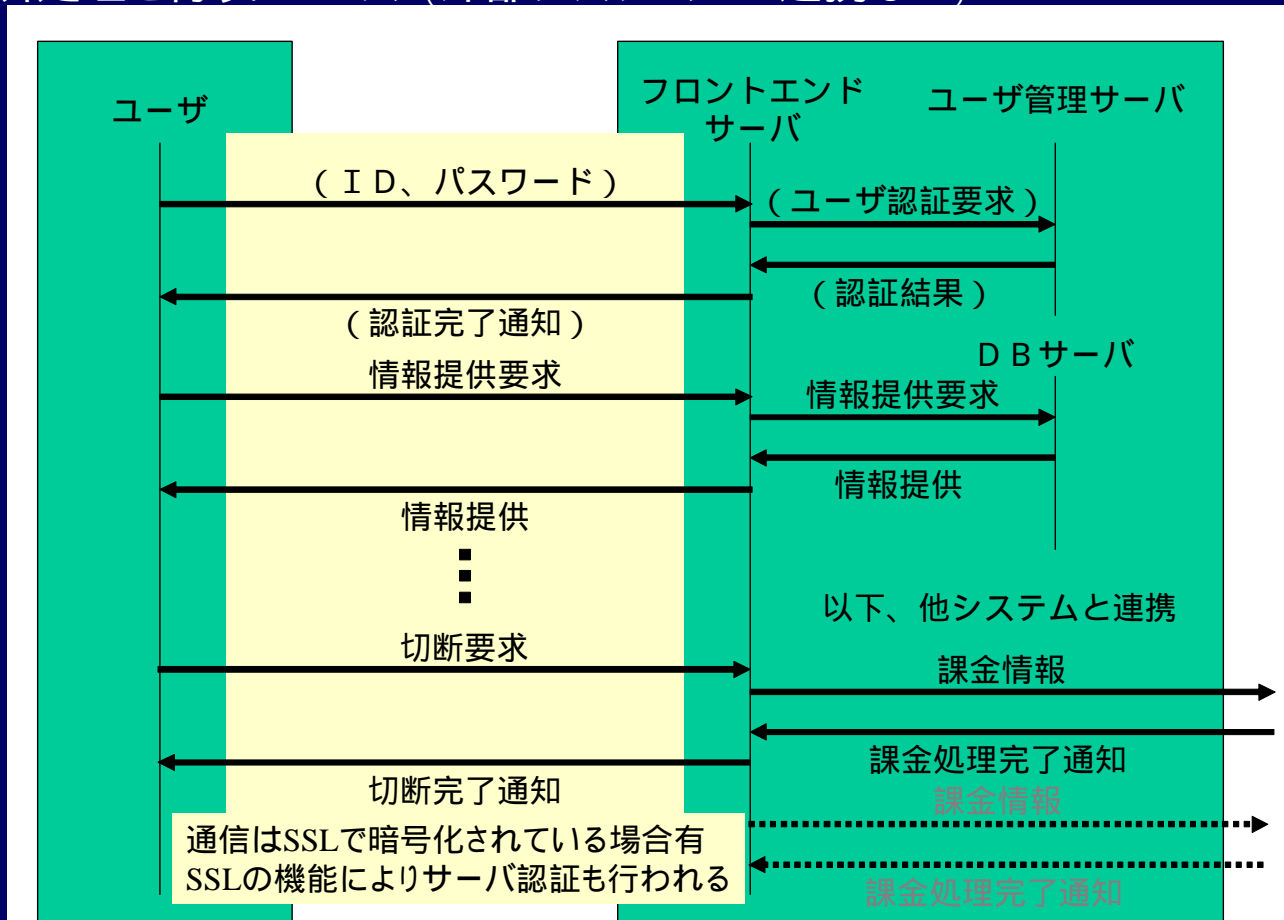 ユーザ
フロントエンド
サーバ
ユーザ管理サーバ
（ＩＤ、パスワード）
（ユーザ認証要求）
（認証結果）
（認証完了通知）
ＤＢサーバ
情報提供要求
情報提供要求
情報提供
情報提供
以下、他システムと連携
切断要求
課金情報
課金処理完了通知
切断完了通知
課金情報
通信はSSLで暗号化されている場合有
SSLの機能によりサーバ認証も行われる
課金処理完了通知